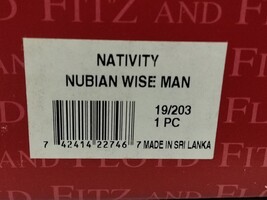 FITZ AND
NATIVITY
NUBIAN WISE MAN
19/203
1 PC
7 42414 22746 7 MADE IN SRI LANKA
FITZ AND